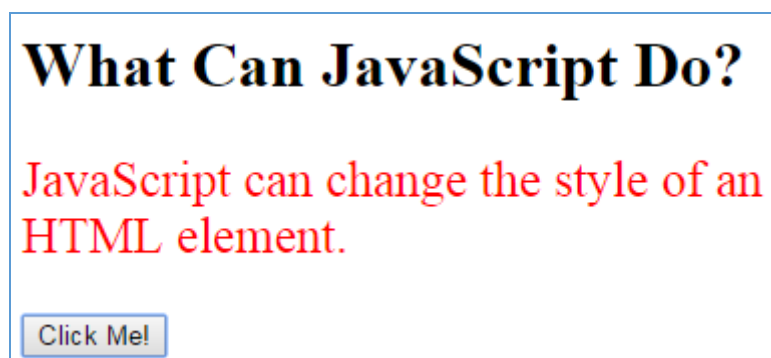 What Can JavaScript Do?
JavaScript can change the style of an
HTML element.
Click Me!